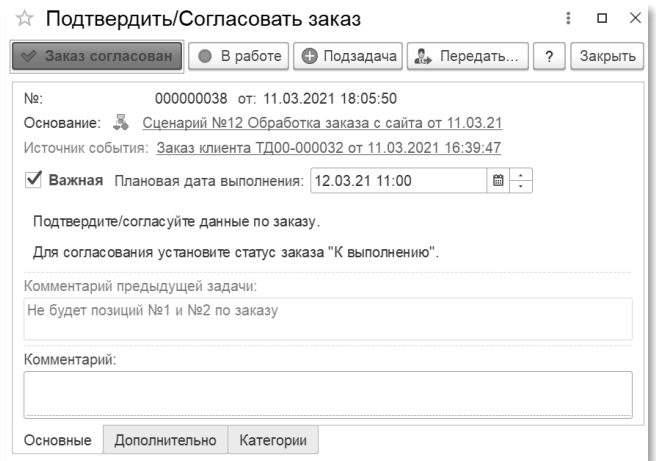 Подтвердить/Согласовать заказ
Заказ согласован В работе Подзадача Передать... ? Закрыть
№: 000000038 от: 11.03.2021 18:05:50
Основание: Сценарий №12 Обработка заказа с сайта от 11.03.21
Источник события: Заказ клиента ТД00-000032 от 11.03.2021 16:39:47
Важная Плановая дата выполнения: 12.03.21 11:00
Подтвердите/согласуйте данные по заказу.
Для согласования установите статус заказа "К выполнению".
Комментарий предыдущей задачи:
Не будет позиций №1 и №2 по заказу
Комментарий:
Основные Дополнительно Категории